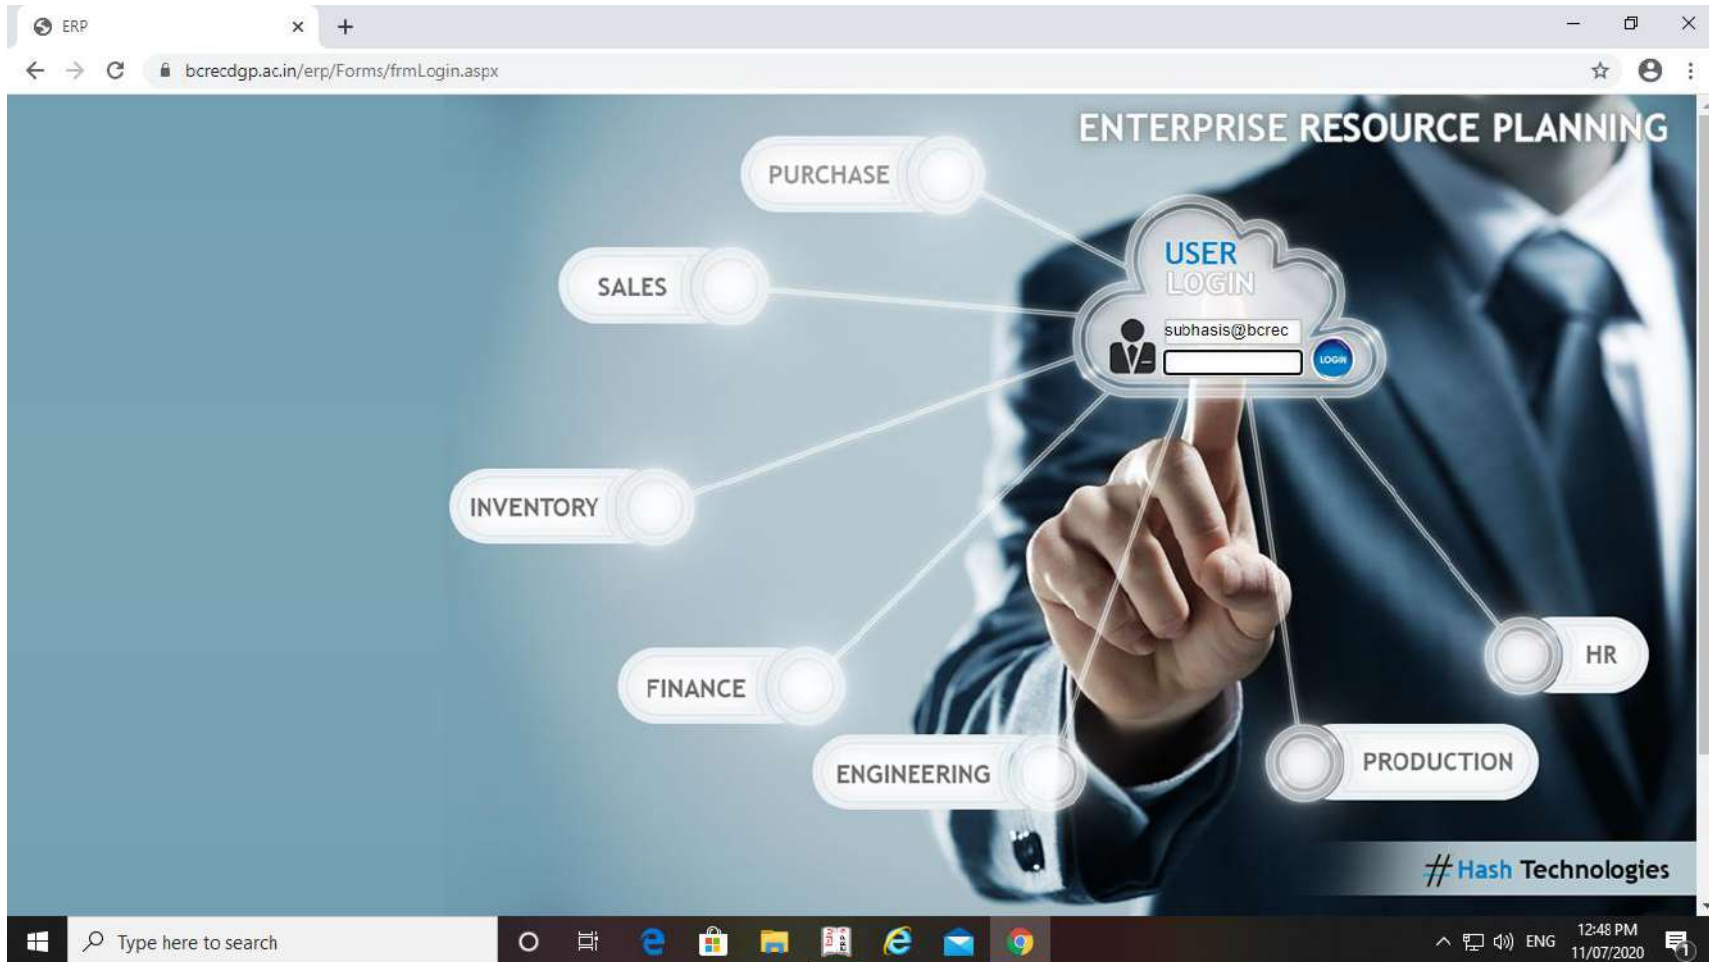 ERP
bcrecdgp.ac.in/erp/Forms/frmLogin.aspx
ENTERPRISE RESOURCE PLANNING
PURCHASE
USER
LOGIN
SALES
subhasis@bcrec
LOGIN
INVENTORY
HR
FINANCE
PRODUCTION
ENGINEERING
# Hash Technologies
Type here to search
ENG
12:48 PM
11/07/2020
1